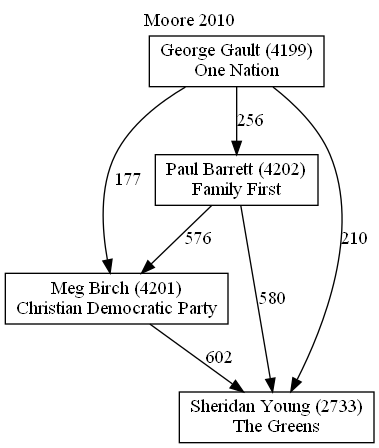 Moore 2010
George Gault (4199)
One Nation
256
Paul Barrett (4202)
Family First
177
576
210
Meg Birch (4201)
Christian Democratic Party
580
602
Sheridan Young (2733)
The Greens